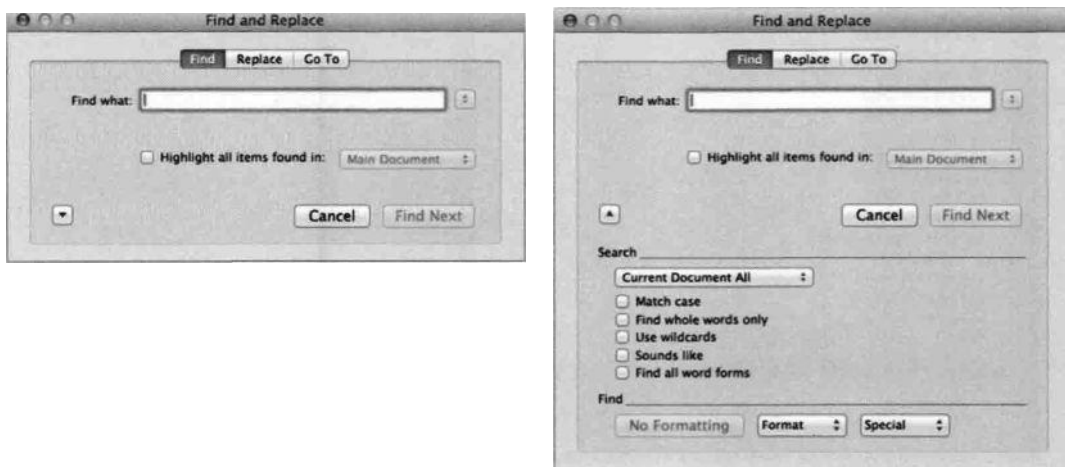 Find and Replace
Find Replace Go To
Find what:
Highlight all items found in: Main Document
Cancel Find Next
Find and Replace
Find Replace Go To
Find what:
Highlight all items found in: Main Document
Cancel Find Next
Search
Current Document All
Match case
Find whole words only
Use wildcards
Sounds like
Find all word forms
Find
No Formatting Format Special